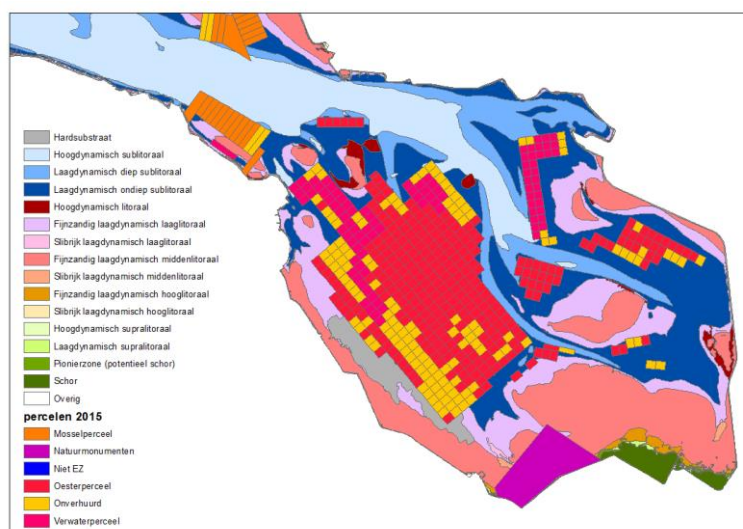 Hardsubstraat
Hoogdynamisch sublitoraal
Laagdynamisch diep sublitoraal
Laagdynamisch ondiep sublitoraal
Hoogdynamisch litoraal
Fijnzandig laagdynamisch laaglitoraal
Slibrijk laagdynamisch laaglitoraal
Fijnzandig laagdynamisch middenlitoraal
Slibrijk laagdynamisch middenlitoraal
Fijnzandig laagdynamisch hooglitoraal
Slibrijk laagdynamisch hooglitoraal
Hoogdynamisch supralitoraal
Laagdynamisch supralitoraal
Pionierzone (potentieel schor)
Schor
Overig
percelen 2015
Mosselperceel
Natuurmonumenten
Niet EZ
Oesterperceel
Onverhuurd
Verwaterperceel